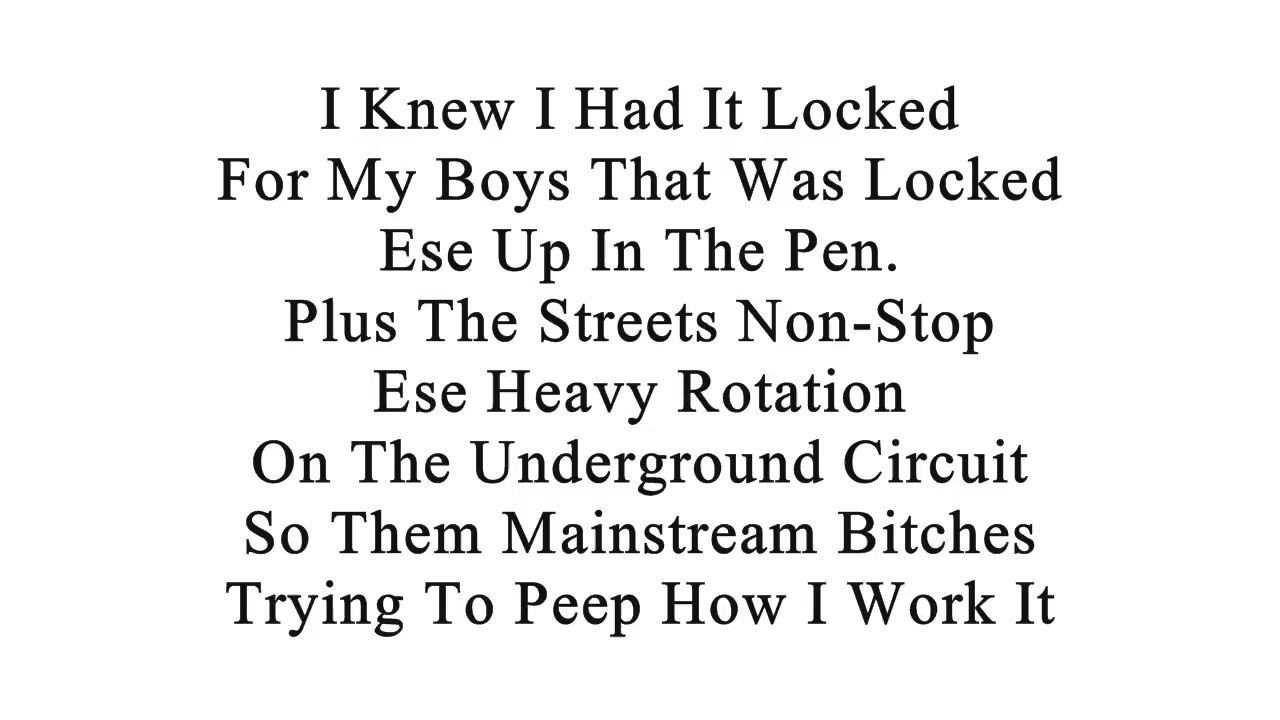 I Knew I Had It Locked
For My Boys That Was Locked
Ese Up In The Pen.
Plus The Streets Non-Stop
Ese Heavy Rotation
On The Underground Circuit
So Them Mainstream Bitches
Trying To Peep How I Work It